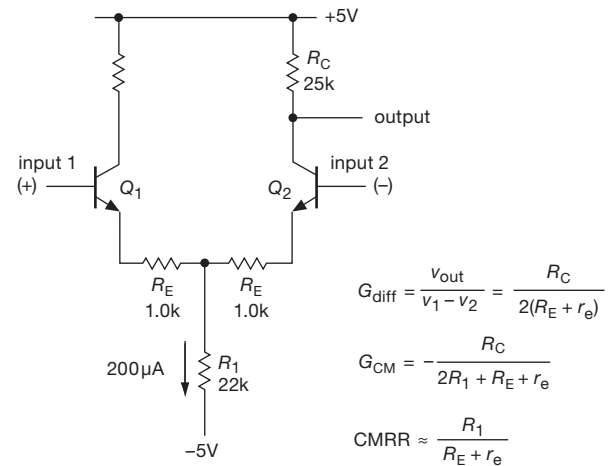 +5V
R_C
25k
output
input 1
(+)
Q_1
input 2
(–)
Q_2
R_E
1.0k
R_E
1.0k
200µA
R_1
22k
–5V
G_diff = v_out / (v_1 – v_2) = R_C / 2(R_E + r_e)
G_CM = – R_C / (2R_1 + R_E + r_e)
CMRR ≈ R_1 / (R_E + r_e)